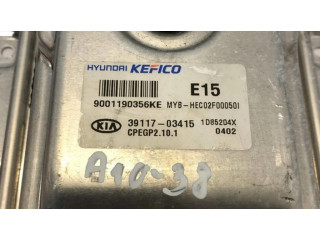 HYUNDAI KEFICO E15
9001190356KE MYB-HEC02F00050I
KIA 39117-03415 1D85204X
CPEGP2.10.1 0402
A10-38